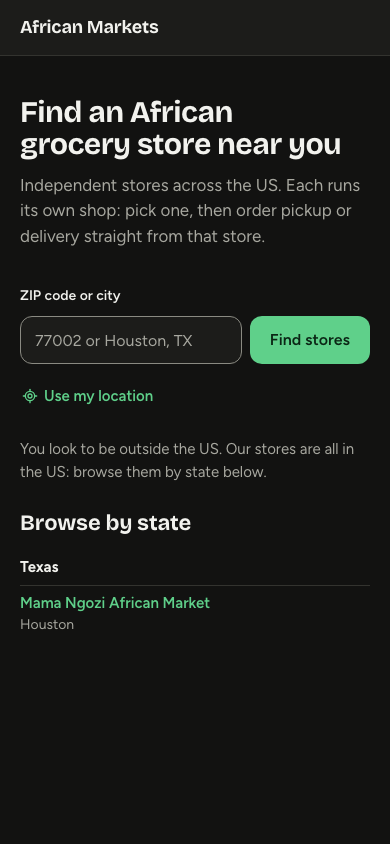 African Markets
Find an African
grocery store near you
Independent stores across the US. Each runs
its own shop: pick one, then order pickup or
delivery straight from that store.
ZIP code or city
77002 or Houston, TX
Find stores
Use my location
You look to be outside the US. Our stores are all in
the US: browse them by state below.
Browse by state
Texas
Mama Ngozi African Market
Houston